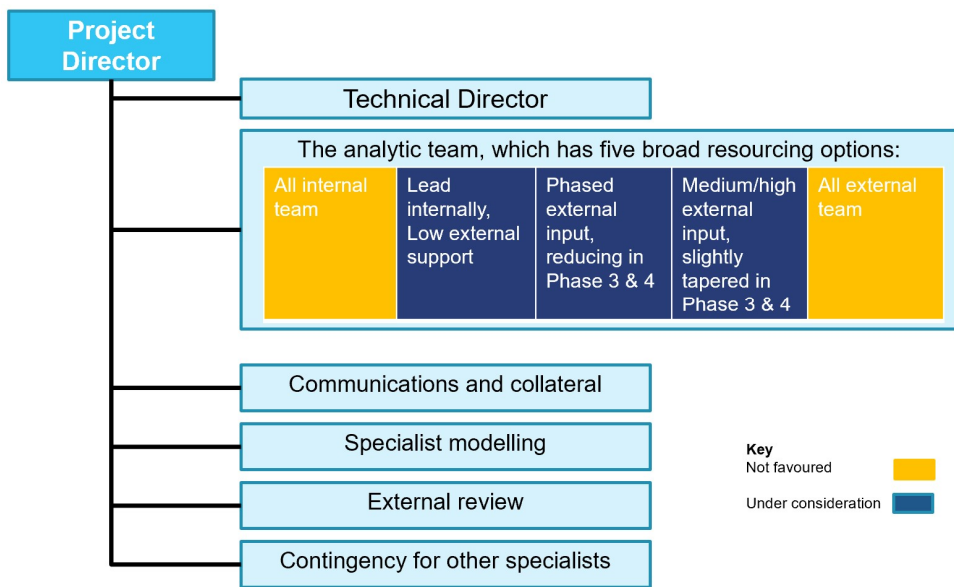 Project
Director
Technical Director
The analytic team, which has five broad resourcing options:
All internal
team
Lead
internally,
Low external
support
Phased
external
input,
reducing in
Phase 3 & 4
Medium/high
external
input,
slightly
tapered in
Phase 3 & 4
All external
team
Communications and collateral
Specialist modelling
External review
Contingency for other specialists
Key
Not favoured
Under consideration